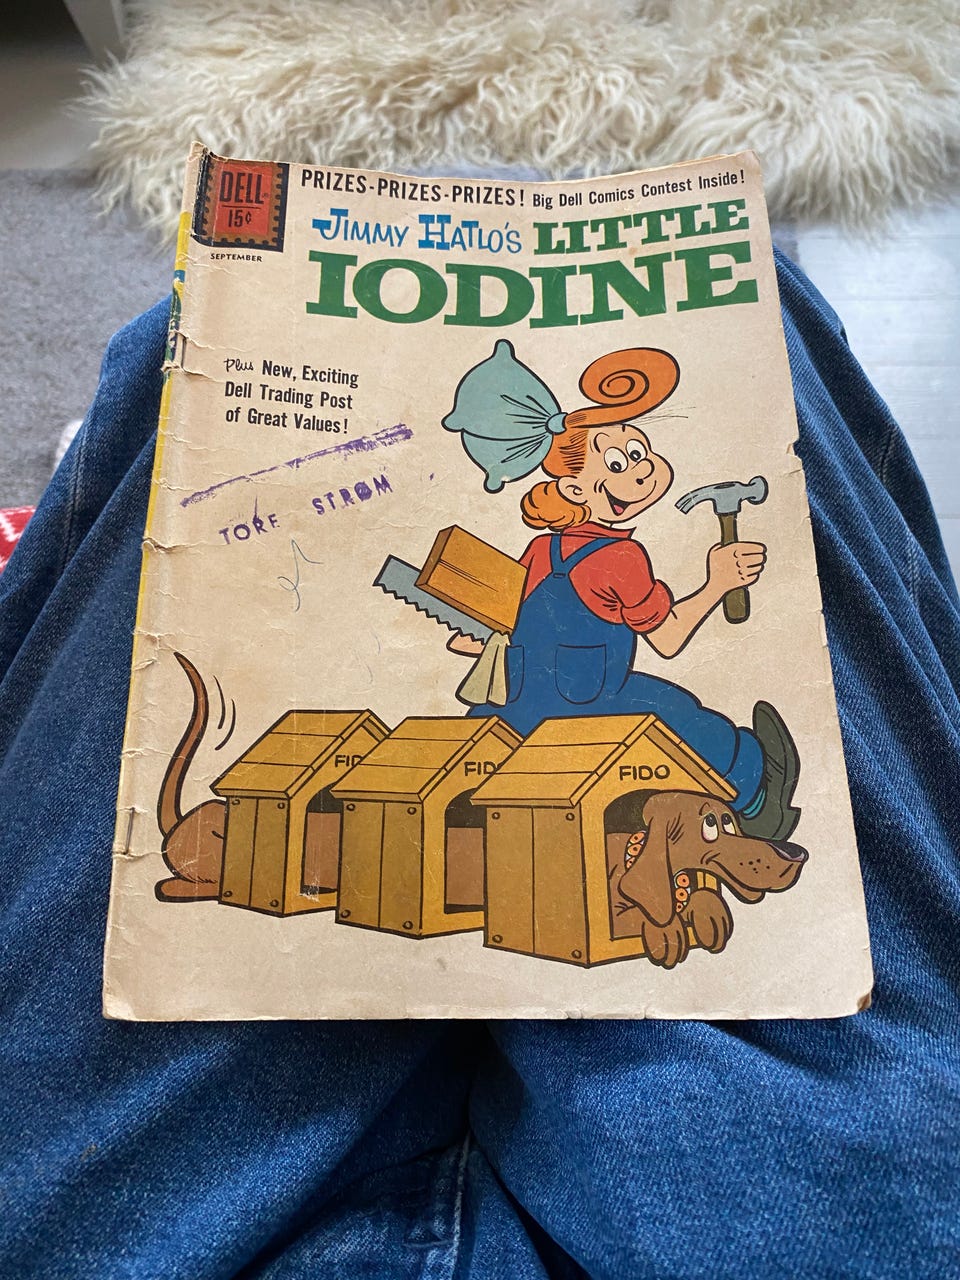 DELL
15¢
SEPTEMBER
PRIZES-PRIZES-PRIZES! Big Dell Comics Contest Inside!
JIMMY HATLO'S LITTLE
IODINE
Plus New, Exciting
Dell Trading Post
of Great Values!
TORE STRØM
FID
FIDO
FIDO